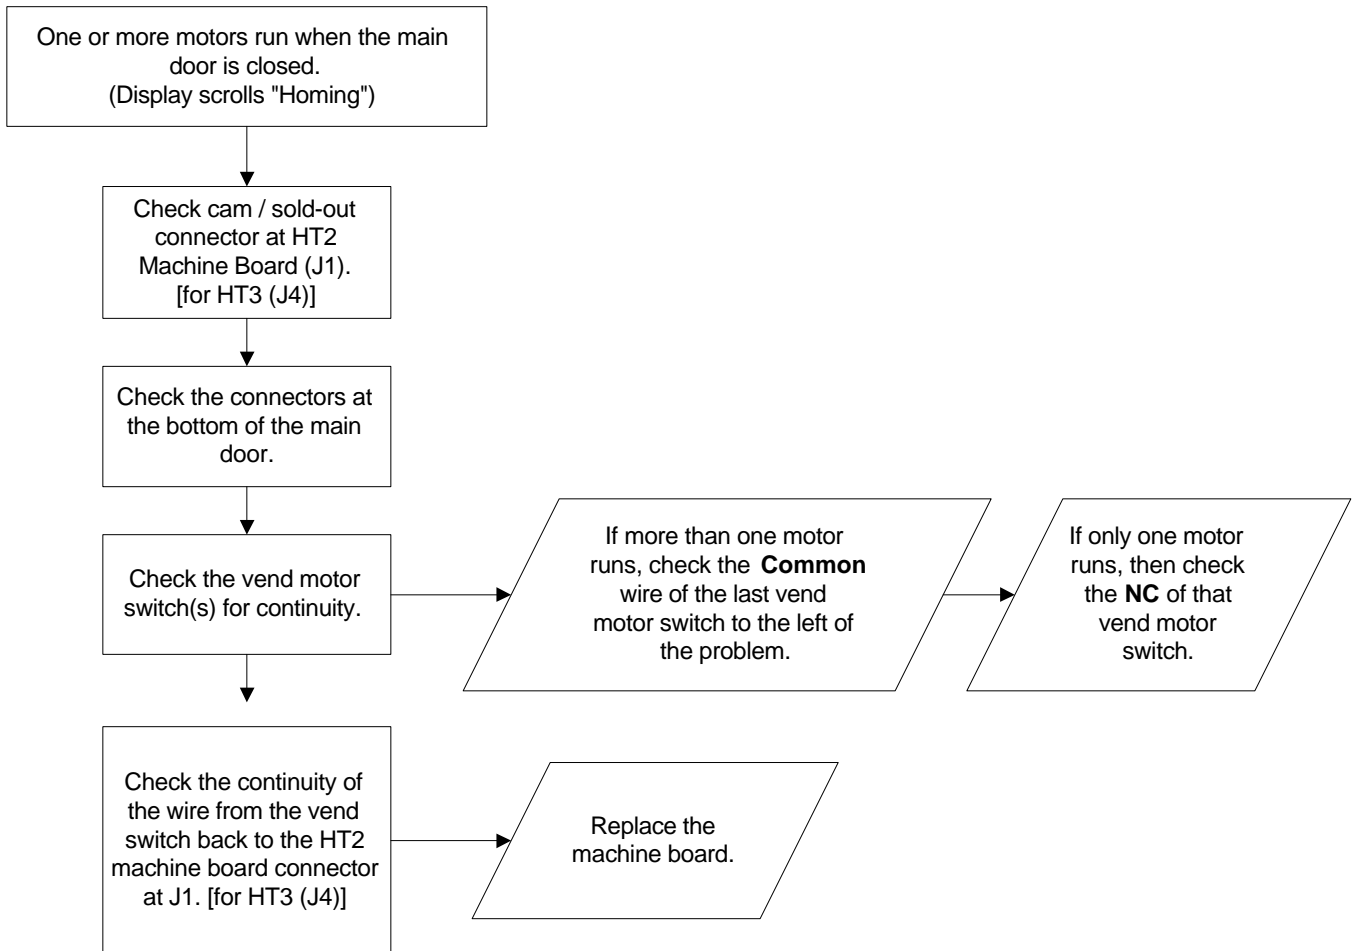 One or more motors run when the main
door is closed.
(Display scrolls "Homing")
Check cam / sold-out
connector at HT2
Machine Board (J1).
[for HT3 (J4)]
Check the connectors at
the bottom of the main
door.
Check the vend motor
switch(s) for continuity.
If more than one motor
runs, check the Common
wire of the last vend
motor switch to the left of
the problem.
If only one motor
runs, then check
the NC of that
vend motor
switch.
Check the continuity of
the wire from the vend
switch back to the HT2
machine board connector
at J1. [for HT3 (J4)]
Replace the
machine board.